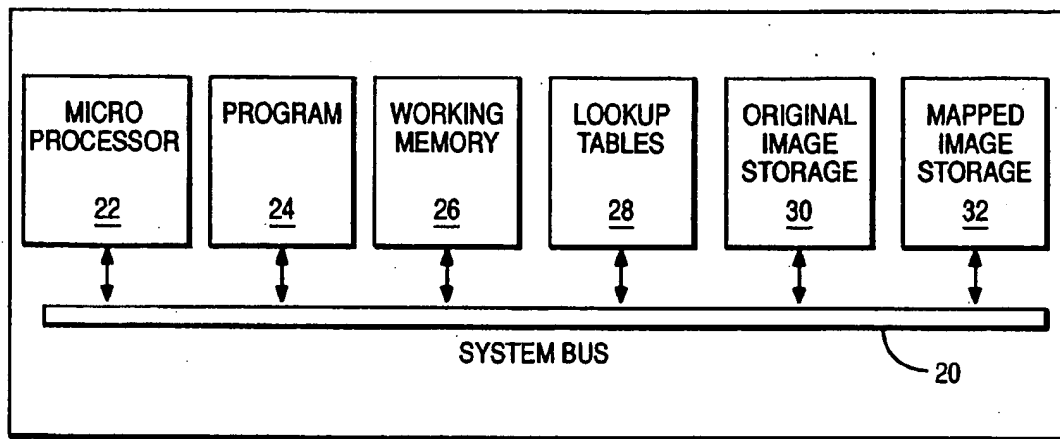 MICRO
PROCESSOR
22
PROGRAM
24
WORKING
MEMORY
26
LOOKUP
TABLES
28
ORIGINAL
IMAGE
STORAGE
30
MAPPED
IMAGE
STORAGE
32
SYSTEM BUS
20